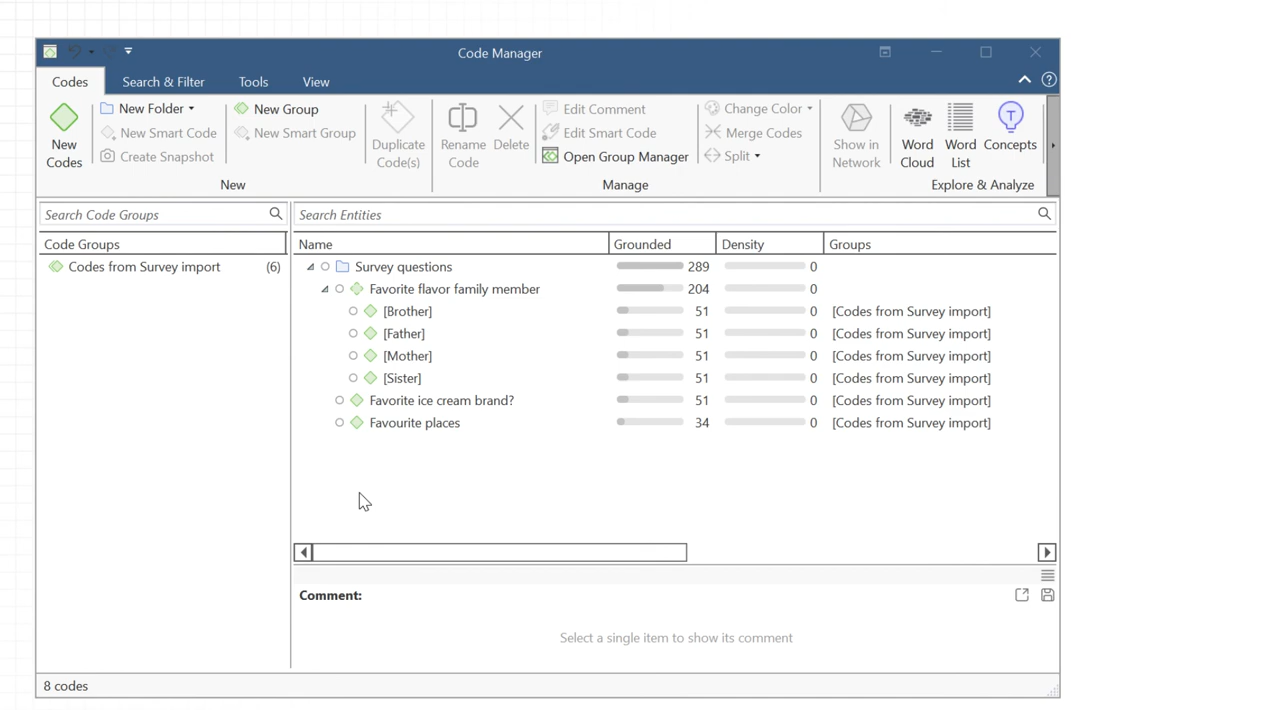 Code Manager
Codes Search & Filter Tools View
New Codes
New Folder
New Smart Code
Create Snapshot
New Group
New Smart Group
Duplicate Code(s)
New
Rename Code
Delete
Edit Comment
Edit Smart Code
Open Group Manager
Change Color
Merge Codes
Split
Manage
Show in Network
Word Cloud
Word List
Concepts
Explore & Analyze
Search Code Groups
Code Groups
Codes from Survey import (6)
Search Entities
Name Grounded Density Groups
Survey questions 289 0
Favorite flavor family member 204 0
[Brother] 51 0 [Codes from Survey import]
[Father] 51 0 [Codes from Survey import]
[Mother] 51 0 [Codes from Survey import]
[Sister] 51 0 [Codes from Survey import]
Favorite ice cream brand? 51 0 [Codes from Survey import]
Favourite places 34 0 [Codes from Survey import]
Comment:
Select a single item to show its comment
8 codes